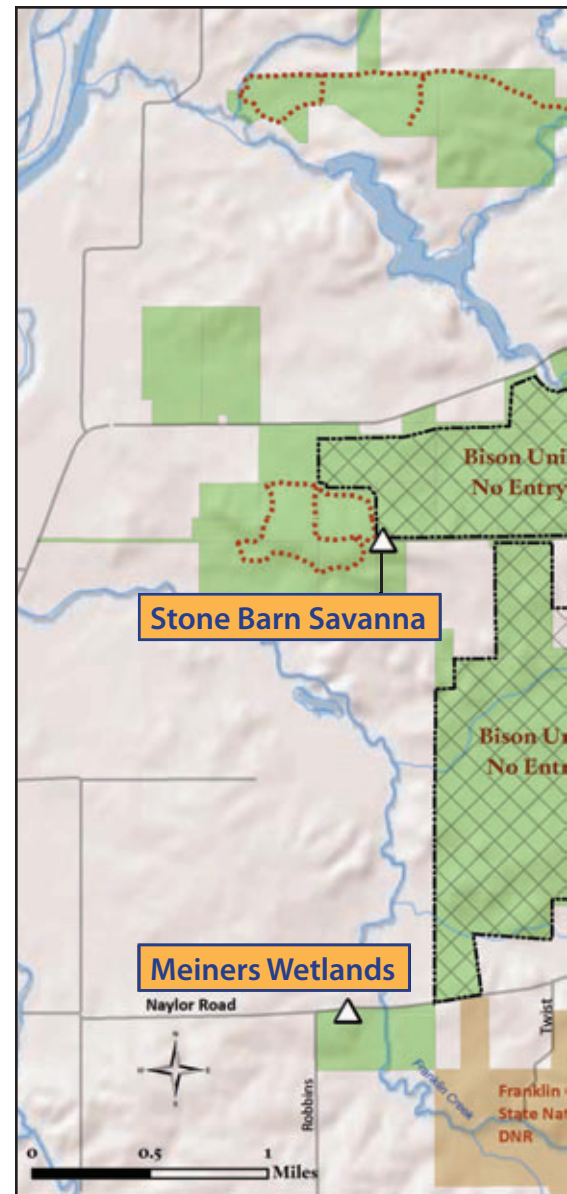 Bison Uni
No Entry
Stone Barn Savanna
Bison Un
No Entr
Meiners Wetlands
Naylor Road
Twist
Robbins
Franklin Creek
Franklin
State Nat
DNR
0 0.5 1
Miles